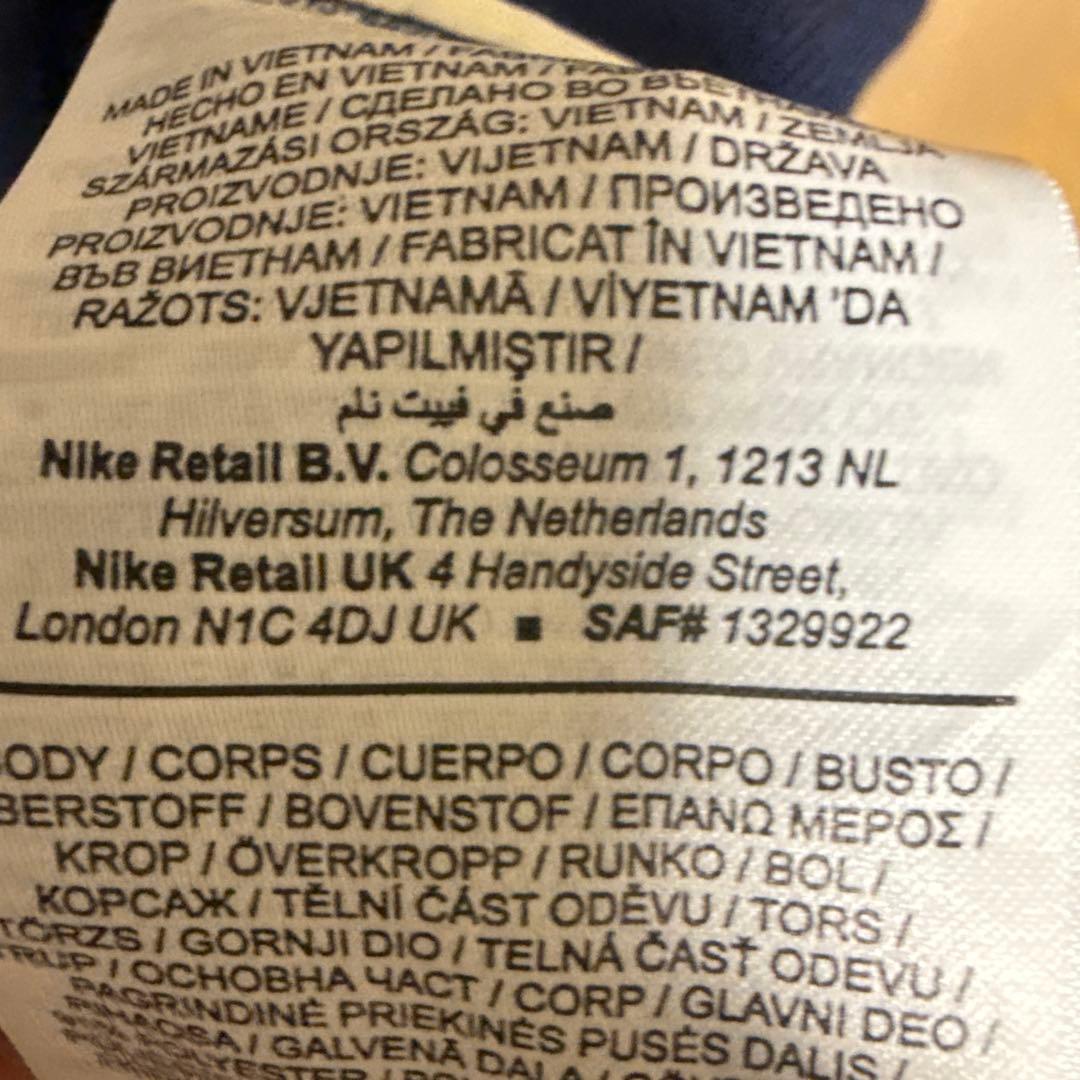 MADE IN VIETNAM /
HECHO EN VIETNAM /
VIETNAME / СДЕЛАНО ВО
SZÁRMAZÁSI ORSZÁG: VIETNAM / ZEMLJA
PROIZVODNJE: VIJETNAM / DRŽAVA
PROIZVODNJE: VIETNAM / ПРОИЗВЕДЕНО
ВЪВ ВИЕТНАМ / FABRICAT ÎN VIETNAM /
RAŽOTS: VJETNAMĀ / VİYETNAM 'DA
YAPILMIŞTIR /
صنع في فييت نام
Nike Retail B.V. Colosseum 1, 1213 NL
Hilversum, The Netherlands
Nike Retail UK 4 Handyside Street,
London N1C 4DJ UK ■ SAF# 1329922
ODY / CORPS / CUERPO / CORPO / BUSTO /
BERSTOFF / BOVENSTOF / ΕΠΑΝΩ ΜΕΡΟΣ /
KROP / ÖVERKROPP / RUNKO / BOL /
КОРСАЖ / TĚLNÍ ČÁST ODĚVU / TORS /
TÖRZS / GORNJI DIO / TELNÁ ČASŤ ODEVU /
TRUP / ОСНОВНА ЧАСТ / CORP / GLAVNI DEO /
PAGRINDINĖ PRIEKINĖS PUSĖS DALIS /
/ GALVENĀ DAĻA /